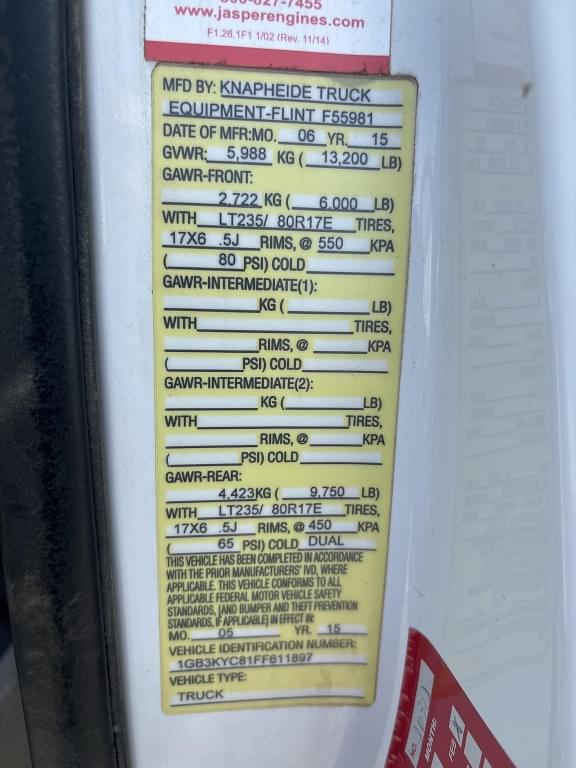 www.jasperengines.com
F1.26,1F1 1/02 (Rev. 11/14)
MFD BY: KNAPHEIDE TRUCK
EQUIPMENT-FLINT F55981
DATE OF MFR:MO. 06 YR. 15
GVWR: 5,988 KG ( 13,200 LB)
GAWR-FRONT:
2,722 KG ( 6,000 LB)
WITH LT235/ 80R17E TIRES,
17X6 .5J RIMS, @ 550 KPA
( 80 PSI) COLD
GAWR-INTERMEDIATE(1):
KG ( LB)
WITH TIRES,
RIMS, @ KPA
( PSI) COLD
GAWR-INTERMEDIATE(2):
KG ( LB)
WITH TIRES,
RIMS, @ KPA
( PSI) COLD
GAWR-REAR:
4,423KG ( 9,750 LB)
WITH LT235/ 80R17E TIRES,
17X6 .5J RIMS, @ 450 KPA
( 65 PSI) COLD DUAL
THIS VEHICLE HAS BEEN COMPLETED IN ACCORDANCE
WITH THE PRIOR MANUFACTURERS' IVD, WHERE
APPLICABLE. THIS VEHICLE CONFORMS TO ALL
APPLICABLE FEDERAL MOTOR VEHICLE SAFETY
STANDARDS, [AND BUMPER AND THEFT PREVENTION
STANDARDS, IF APPLICABLE] IN EFFECT IN:
MO. 05 YR. 15
VEHICLE IDENTIFICATION NUMBER:
1GB3KYC81FF611897
VEHICLE TYPE:
TRUCK
NO.
MONTH:
FEB